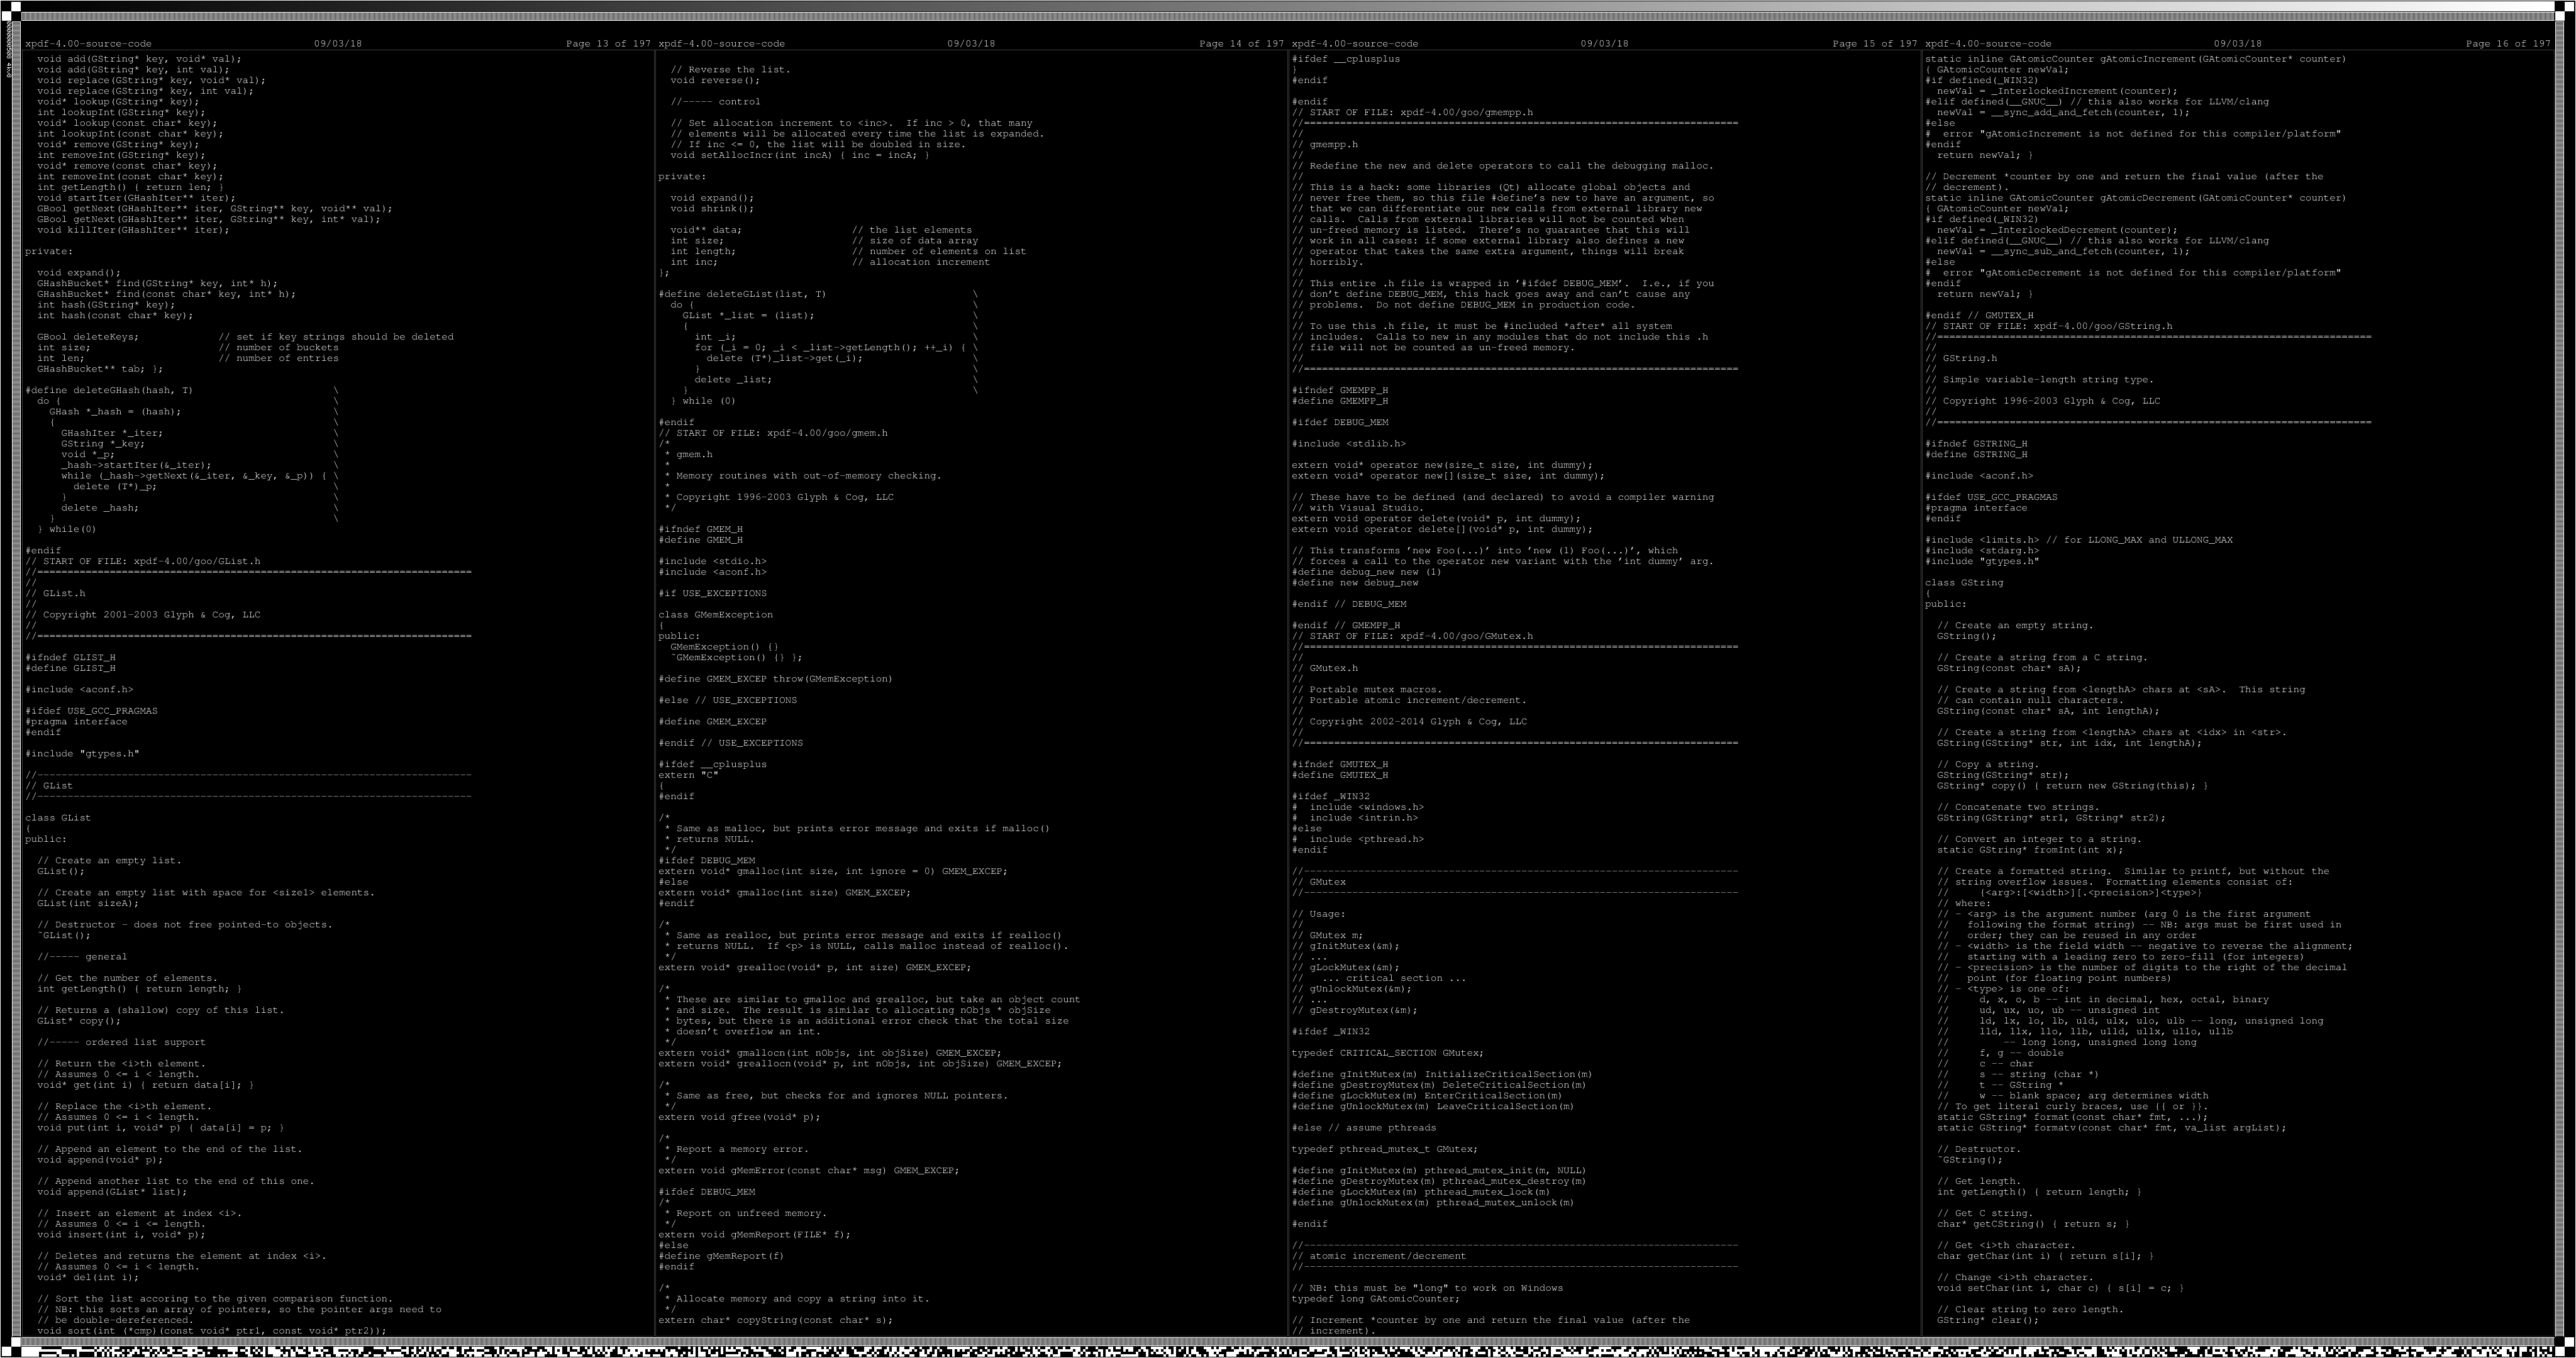 xpdf-4.00-source-code 09/03/18 Page 13 of 197
  void add(GString* key, void* val);
  void add(GString* key, int val);
  void replace(GString* key, void* val);
  void replace(GString* key, int val);
  void* lookup(GString* key);
  int lookupInt(GString* key);
  void* lookup(const char* key);
  int lookupInt(const char* key);
  void* remove(GString* key);
  int removeInt(GString* key);
  void* remove(const char* key);
  int removeInt(const char* key);
  int getLength() { return len; }
  void startIter(GHashIter** iter);
  GBool getNext(GHashIter** iter, GString** key, void** val);
  GBool getNext(GHashIter** iter, GString** key, int* val);
  void killIter(GHashIter** iter);

private:

  void expand();
  GHashBucket* find(GString* key, int* h);
  GHashBucket* find(const char* key, int* h);
  int hash(GString* key);
  int hash(const char* key);

  GBool deleteKeys;             // set if key strings should be deleted
  int size;                     // number of buckets
  int len;                      // number of entries
  GHashBucket** tab; };

#define deleteGHash(hash, T)                       \
  do {                                             \
    GHash *_hash = (hash);                         \
    {                                              \
      GHashIter *_iter;                            \
      GString *_key;                               \
      void *_p;                                    \
      _hash->startIter(&_iter);                    \
      while (_hash->getNext(&_iter, &_key, &_p)) { \
        delete (T*)_p;                             \
      }                                            \
      delete _hash;                                \
    }                                              \
  } while(0)

#endif
// START OF FILE: xpdf-4.00/goo/GList.h
//========================================================================
//
// GList.h
//
// Copyright 2001-2003 Glyph & Cog, LLC
//
//========================================================================

#ifndef GLIST_H
#define GLIST_H

#include <aconf.h>

#ifdef USE_GCC_PRAGMAS
#pragma interface
#endif

#include "gtypes.h"

//------------------------------------------------------------------------
// GList
//------------------------------------------------------------------------

class GList
{
public:

  // Create an empty list.
  GList();

  // Create an empty list with space for <size1> elements.
  GList(int sizeA);

  // Destructor - does not free pointed-to objects.
  ~GList();

  //----- general

  // Get the number of elements.
  int getLength() { return length; }

  // Returns a (shallow) copy of this list.
  GList* copy();

  //----- ordered list support

  // Return the <i>th element.
  // Assumes 0 <= i < length.
  void* get(int i) { return data[i]; }

  // Replace the <i>th element.
  // Assumes 0 <= i < length.
  void put(int i, void* p) { data[i] = p; }

  // Append an element to the end of the list.
  void append(void* p);

  // Append another list to the end of this one.
  void append(GList* list);

  // Insert an element at index <i>.
  // Assumes 0 <= i <= length.
  void insert(int i, void* p);

  // Deletes and returns the element at index <i>.
  // Assumes 0 <= i < length.
  void* del(int i);

  // Sort the list accoring to the given comparison function.
  // NB: this sorts an array of pointers, so the pointer args need to
  // be double-dereferenced.
  void sort(int (*cmp)(const void* ptr1, const void* ptr2));
xpdf-4.00-source-code 09/03/18 Page 14 of 197

  // Reverse the list.
  void reverse();

  //----- control

  // Set allocation increment to <inc>.  If inc > 0, that many
  // elements will be allocated every time the list is expanded.
  // If inc <= 0, the list will be doubled in size.
  void setAllocIncr(int incA) { inc = incA; }

private:

  void expand();
  void shrink();

  void** data;                  // the list elements
  int size;                     // size of data array
  int length;                   // number of elements on list
  int inc;                      // allocation increment
};

#define deleteGList(list, T)                        \
  do {                                              \
    GList *_list = (list);                          \
    {                                               \
      int _i;                                       \
      for (_i = 0; _i < _list->getLength(); ++_i) { \
        delete (T*)_list->get(_i);                  \
      }                                             \
      delete _list;                                 \
    }                                               \
  } while (0)

#endif
// START OF FILE: xpdf-4.00/goo/gmem.h
/*
 * gmem.h
 *
 * Memory routines with out-of-memory checking.
 *
 * Copyright 1996-2003 Glyph & Cog, LLC
 */

#ifndef GMEM_H
#define GMEM_H

#include <stdio.h>
#include <aconf.h>

#if USE_EXCEPTIONS

class GMemException
{
public:
  GMemException() {}
  ~GMemException() {} };

#define GMEM_EXCEP throw(GMemException)

#else // USE_EXCEPTIONS

#define GMEM_EXCEP

#endif // USE_EXCEPTIONS

#ifdef __cplusplus
extern "C"
{
#endif

/*
 * Same as malloc, but prints error message and exits if malloc()
 * returns NULL.
 */
#ifdef DEBUG_MEM
extern void* gmalloc(int size, int ignore = 0) GMEM_EXCEP;
#else
extern void* gmalloc(int size) GMEM_EXCEP;
#endif

/*
 * Same as realloc, but prints error message and exits if realloc()
 * returns NULL.  If <p> is NULL, calls malloc instead of realloc().
 */
extern void* grealloc(void* p, int size) GMEM_EXCEP;

/*
 * These are similar to gmalloc and grealloc, but take an object count
 * and size.  The result is similar to allocating nObjs * objSize
 * bytes, but there is an additional error check that the total size
 * doesn't overflow an int.
 */
extern void* gmallocn(int nObjs, int objSize) GMEM_EXCEP;
extern void* greallocn(void* p, int nObjs, int objSize) GMEM_EXCEP;

/*
 * Same as free, but checks for and ignores NULL pointers.
 */
extern void gfree(void* p);

/*
 * Report a memory error.
 */
extern void gMemError(const char* msg) GMEM_EXCEP;

#ifdef DEBUG_MEM
/*
 * Report on unfreed memory.
 */
extern void gMemReport(FILE* f);
#else
#define gMemReport(f)
#endif

/*
 * Allocate memory and copy a string into it.
 */
extern char* copyString(const char* s);
xpdf-4.00-source-code 09/03/18 Page 15 of 197
#ifdef __cplusplus
}
#endif

#endif
// START OF FILE: xpdf-4.00/goo/gmempp.h
//========================================================================
//
// gmempp.h
//
// Redefine the new and delete operators to call the debugging malloc.
//
// This is a hack: some libraries (Qt) allocate global objects and
// never free them, so this file #define's new to have an argument, so
// that we can differentiate our new calls from external library new
// calls.  Calls from external libraries will not be counted when
// un-freed memory is listed.  There's no guarantee that this will
// work in all cases: if some external library also defines a new
// operator that takes the same extra argument, things will break
// horribly.
//
// This entire .h file is wrapped in '#ifdef DEBUG_MEM'.  I.e., if you
// don't define DEBUG_MEM, this hack goes away and can't cause any
// problems.  Do not define DEBUG_MEM in production code.
//
// To use this .h file, it must be #included *after* all system
// includes.  Calls to new in any modules that do not include this .h
// file will not be counted as un-freed memory.
//
//========================================================================

#ifndef GMEMPP_H
#define GMEMPP_H

#ifdef DEBUG_MEM

#include <stdlib.h>

extern void* operator new(size_t size, int dummy);
extern void* operator new[](size_t size, int dummy);

// These have to be defined (and declared) to avoid a compiler warning
// with Visual Studio.
extern void operator delete(void* p, int dummy);
extern void operator delete[](void* p, int dummy);

// This transforms 'new Foo(...)' into 'new (1) Foo(...)', which
// forces a call to the operator new variant with the 'int dummy' arg.
#define debug_new new (1)
#define new debug_new

#endif // DEBUG_MEM

#endif // GMEMPP_H
// START OF FILE: xpdf-4.00/goo/GMutex.h
//========================================================================
//
// GMutex.h
//
// Portable mutex macros.
// Portable atomic increment/decrement.
//
// Copyright 2002-2014 Glyph & Cog, LLC
//
//========================================================================

#ifndef GMUTEX_H
#define GMUTEX_H

#ifdef _WIN32
#  include <windows.h>
#  include <intrin.h>
#else
#  include <pthread.h>
#endif

//------------------------------------------------------------------------
// GMutex
//------------------------------------------------------------------------

// Usage:
//
// GMutex m;
// gInitMutex(&m);
// ...
// gLockMutex(&m);
//   ... critical section ...
// gUnlockMutex(&m);
// ...
// gDestroyMutex(&m);

#ifdef _WIN32

typedef CRITICAL_SECTION GMutex;

#define gInitMutex(m) InitializeCriticalSection(m)
#define gDestroyMutex(m) DeleteCriticalSection(m)
#define gLockMutex(m) EnterCriticalSection(m)
#define gUnlockMutex(m) LeaveCriticalSection(m)

#else // assume pthreads

typedef pthread_mutex_t GMutex;

#define gInitMutex(m) pthread_mutex_init(m, NULL)
#define gDestroyMutex(m) pthread_mutex_destroy(m)
#define gLockMutex(m) pthread_mutex_lock(m)
#define gUnlockMutex(m) pthread_mutex_unlock(m)

#endif

//------------------------------------------------------------------------
// atomic increment/decrement
//------------------------------------------------------------------------

// NB: this must be "long" to work on Windows
typedef long GAtomicCounter;

// Increment *counter by one and return the final value (after the
// increment).
xpdf-4.00-source-code 09/03/18 Page 16 of 197
static inline GAtomicCounter gAtomicIncrement(GAtomicCounter* counter)
{ GAtomicCounter newVal;
#if defined(_WIN32)
  newVal = _InterlockedIncrement(counter);
#elif defined(__GNUC__) // this also works for LLVM/clang
  newVal = __sync_add_and_fetch(counter, 1);
#else
#  error "gAtomicIncrement is not defined for this compiler/platform"
#endif
  return newVal; }

// Decrement *counter by one and return the final value (after the
// decrement).
static inline GAtomicCounter gAtomicDecrement(GAtomicCounter* counter)
{ GAtomicCounter newVal;
#if defined(_WIN32)
  newVal = _InterlockedDecrement(counter);
#elif defined(__GNUC__) // this also works for LLVM/clang
  newVal = __sync_sub_and_fetch(counter, 1);
#else
#  error "gAtomicDecrement is not defined for this compiler/platform"
#endif
  return newVal; }

#endif // GMUTEX_H
// START OF FILE: xpdf-4.00/goo/GString.h
//========================================================================
//
// GString.h
//
// Simple variable-length string type.
//
// Copyright 1996-2003 Glyph & Cog, LLC
//
//========================================================================

#ifndef GSTRING_H
#define GSTRING_H

#include <aconf.h>

#ifdef USE_GCC_PRAGMAS
#pragma interface
#endif

#include <limits.h> // for LLONG_MAX and ULLONG_MAX
#include <stdarg.h>
#include "gtypes.h"

class GString
{
public:

  // Create an empty string.
  GString();

  // Create a string from a C string.
  GString(const char* sA);

  // Create a string from <lengthA> chars at <sA>.  This string
  // can contain null characters.
  GString(const char* sA, int lengthA);

  // Create a string from <lengthA> chars at <idx> in <str>.
  GString(GString* str, int idx, int lengthA);

  // Copy a string.
  GString(GString* str);
  GString* copy() { return new GString(this); }

  // Concatenate two strings.
  GString(GString* str1, GString* str2);

  // Convert an integer to a string.
  static GString* fromInt(int x);

  // Create a formatted string.  Similar to printf, but without the
  // string overflow issues.  Formatting elements consist of:
  //     {<arg>:[<width>][.<precision>]<type>}
  // where:
  // - <arg> is the argument number (arg 0 is the first argument
  //   following the format string) -- NB: args must be first used in
  //   order; they can be reused in any order
  // - <width> is the field width -- negative to reverse the alignment;
  //   starting with a leading zero to zero-fill (for integers)
  // - <precision> is the number of digits to the right of the decimal
  //   point (for floating point numbers)
  // - <type> is one of:
  //     d, x, o, b -- int in decimal, hex, octal, binary
  //     ud, ux, uo, ub -- unsigned int
  //     ld, lx, lo, lb, uld, ulx, ulo, ulb -- long, unsigned long
  //     lld, llx, llo, llb, ulld, ullx, ullo, ullb
  //         -- long long, unsigned long long
  //     f, g -- double
  //     c -- char
  //     s -- string (char *)
  //     t -- GString *
  //     w -- blank space; arg determines width
  // To get literal curly braces, use {{ or }}.
  static GString* format(const char* fmt, ...);
  static GString* formatv(const char* fmt, va_list argList);

  // Destructor.
  ~GString();

  // Get length.
  int getLength() { return length; }

  // Get C string.
  char* getCString() { return s; }

  // Get <i>th character.
  char getChar(int i) { return s[i]; }

  // Change <i>th character.
  void setChar(int i, char c) { s[i] = c; }

  // Clear string to zero length.
  GString* clear();